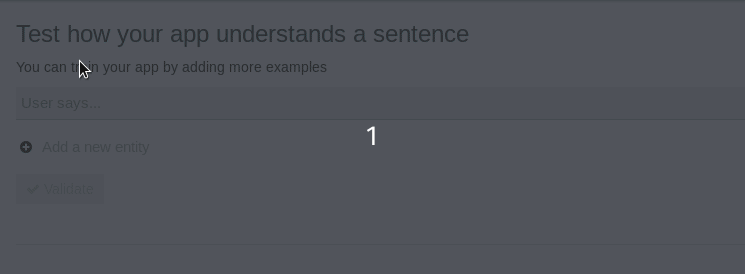 Test how your app understands a sentence
You can train your app by adding more examples
User says...
1
Add a new entity
Validate